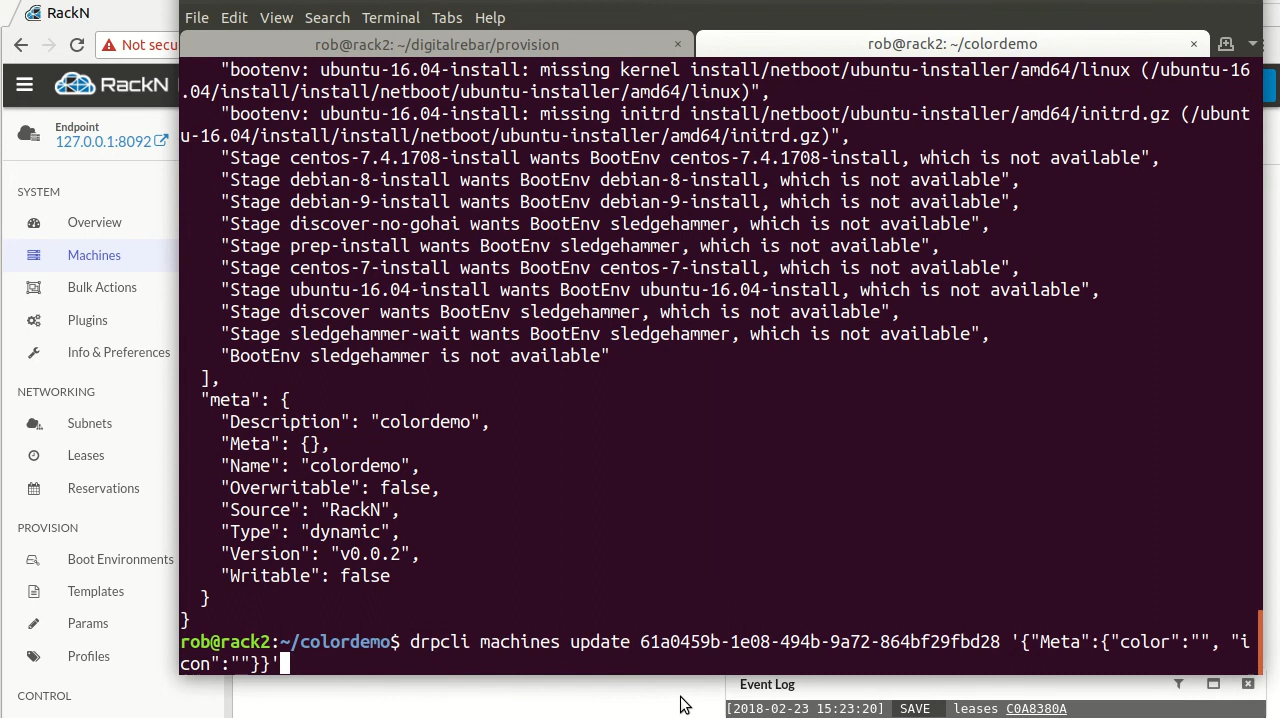 RackN
Not secu
RackN
Endpoint
127.0.0.1:8092
SYSTEM
Overview
Machines
Bulk Actions
Plugins
Info & Preferences
NETWORKING
Subnets
Leases
Reservations
PROVISION
Boot Environments
Templates
Params
Profiles
CONTROL
File Edit View Search Terminal Tabs Help
rob@rack2: ~/digitalrebar/provision × rob@rack2: ~/colordemo ×
"bootenv: ubuntu-16.04-install: missing kernel install/netboot/ubuntu-installer/amd64/linux (/ubuntu-16
.04/install/install/netboot/ubuntu-installer/amd64/linux)",
"bootenv: ubuntu-16.04-install: missing initrd install/netboot/ubuntu-installer/amd64/initrd.gz (/ubunt
u-16.04/install/install/netboot/ubuntu-installer/amd64/initrd.gz)",
"Stage centos-7.4.1708-install wants BootEnv centos-7.4.1708-install, which is not available",
"Stage debian-8-install wants BootEnv debian-8-install, which is not available",
"Stage debian-9-install wants BootEnv debian-9-install, which is not available",
"Stage discover-no-gohai wants BootEnv sledgehammer, which is not available",
"Stage prep-install wants BootEnv sledgehammer, which is not available",
"Stage centos-7-install wants BootEnv centos-7-install, which is not available",
"Stage ubuntu-16.04-install wants BootEnv ubuntu-16.04-install, which is not available",
"Stage discover wants BootEnv sledgehammer, which is not available",
"Stage sledgehammer-wait wants BootEnv sledgehammer, which is not available",
"BootEnv sledgehammer is not available"
],
"meta": {
"Description": "colordemo",
"Meta": {},
"Name": "colordemo",
"Overwritable": false,
"Source": "RackN",
"Type": "dynamic",
"Version": "v0.0.2",
"Writable": false
}
}
rob@rack2:~/colordemo$ drpcli machines update 61a0459b-1e08-494b-9a72-864bf29fbd28 '{"Meta":{"color":"", "i
con":""}}'
Event Log
[2018-02-23 15:23:20] SAVE leases C0A8380A